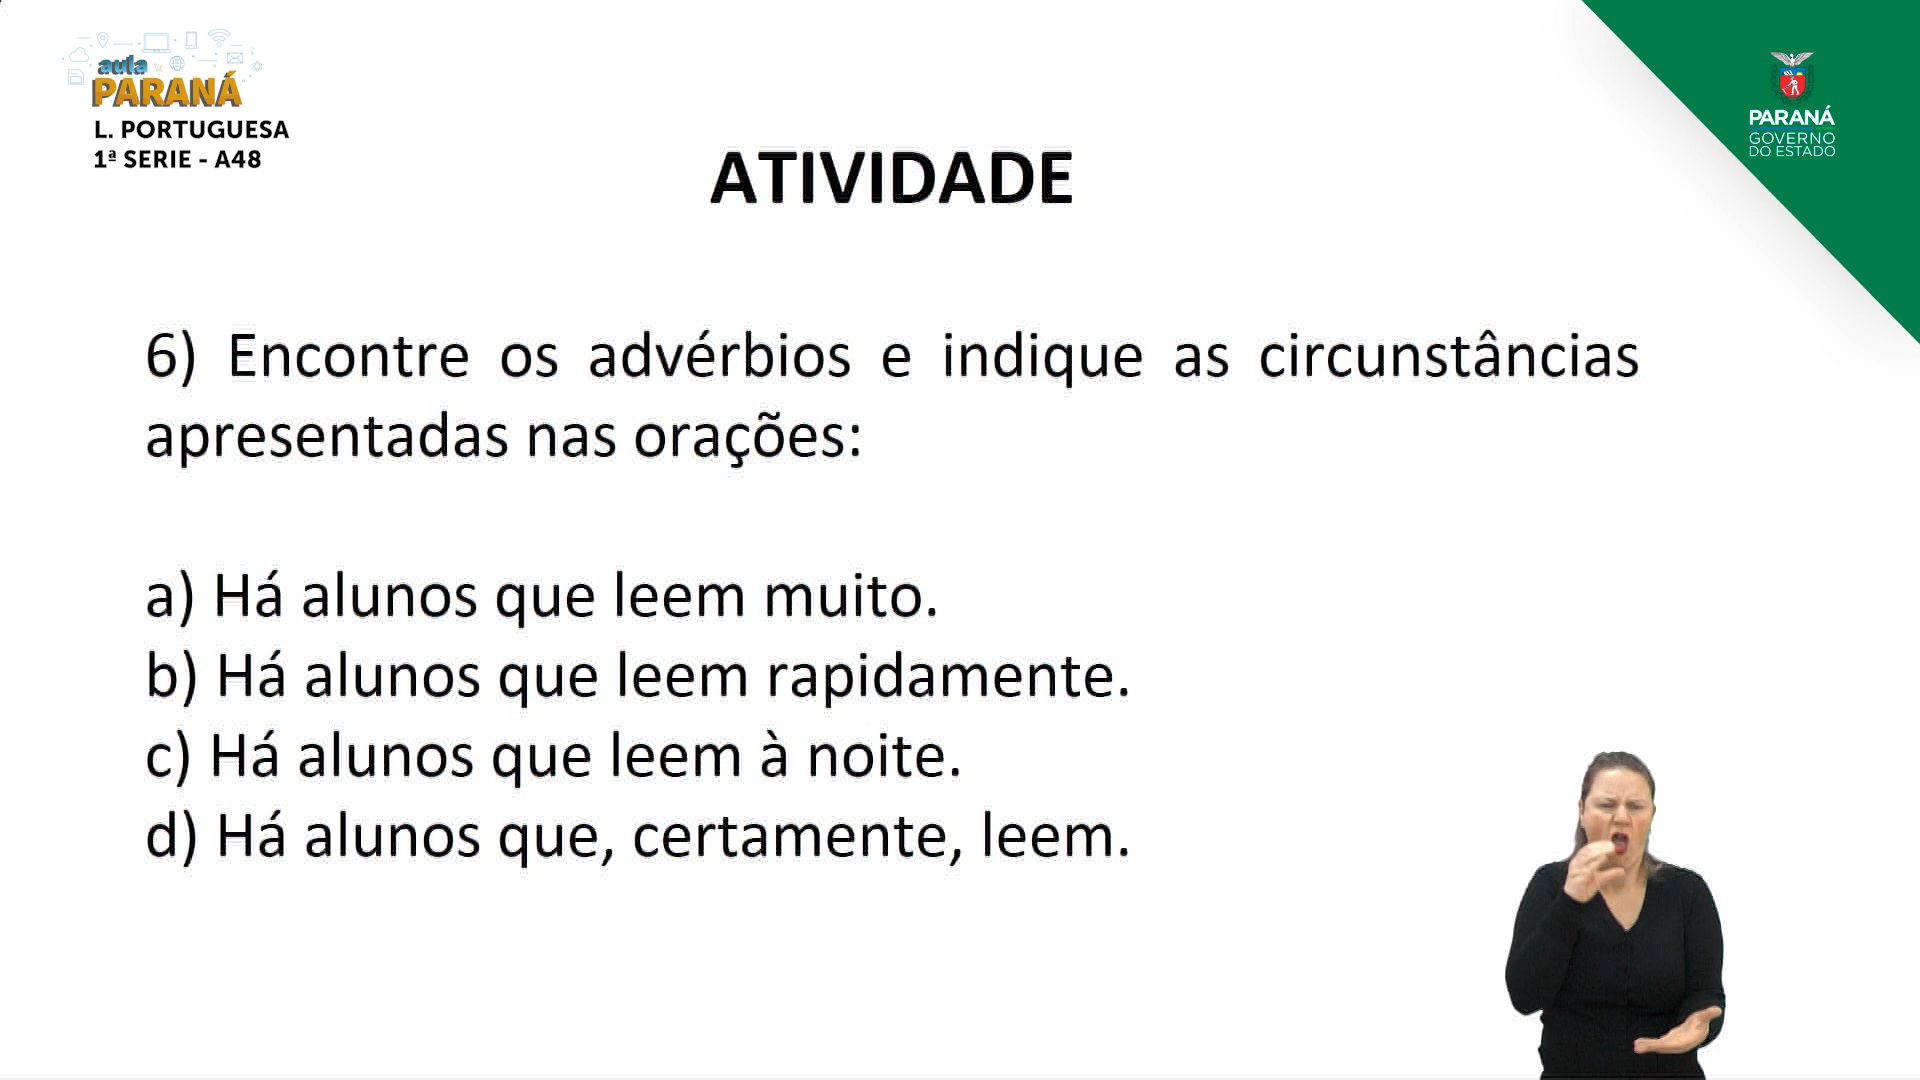 aula
PARANÁ
L. PORTUGUESA
1ª SERIE - A48
PARANÁ
GOVERNO
DO ESTADO
ATIVIDADE
6) Encontre os advérbios e indique as circunstâncias
apresentadas nas orações:
a) Há alunos que leem muito.
b) Há alunos que leem rapidamente.
c) Há alunos que leem à noite.
d) Há alunos que, certamente, leem.